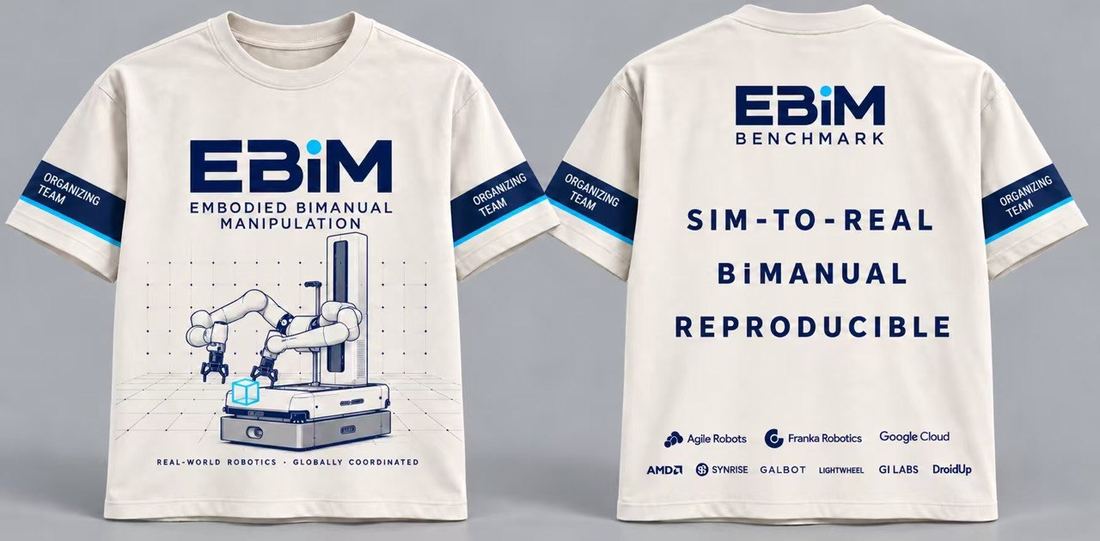 EBiM
EMBODIED BIMANUAL
MANIPULATION
ORGANIZING
TEAM
ORGANIZING
TEAM
REAL-WORLD ROBOTICS · GLOBALLY COORDINATED
EBiM
BENCHMARK
ORGANIZING
TEAM
ORGANIZING
TEAM
SIM-TO-REAL
BiMANUAL
REPRODUCIBLE
Agile Robots Franka Robotics Google Cloud
AMD SYNRISE GALBOT LIGHTWHEEL GI LABS DroidUp